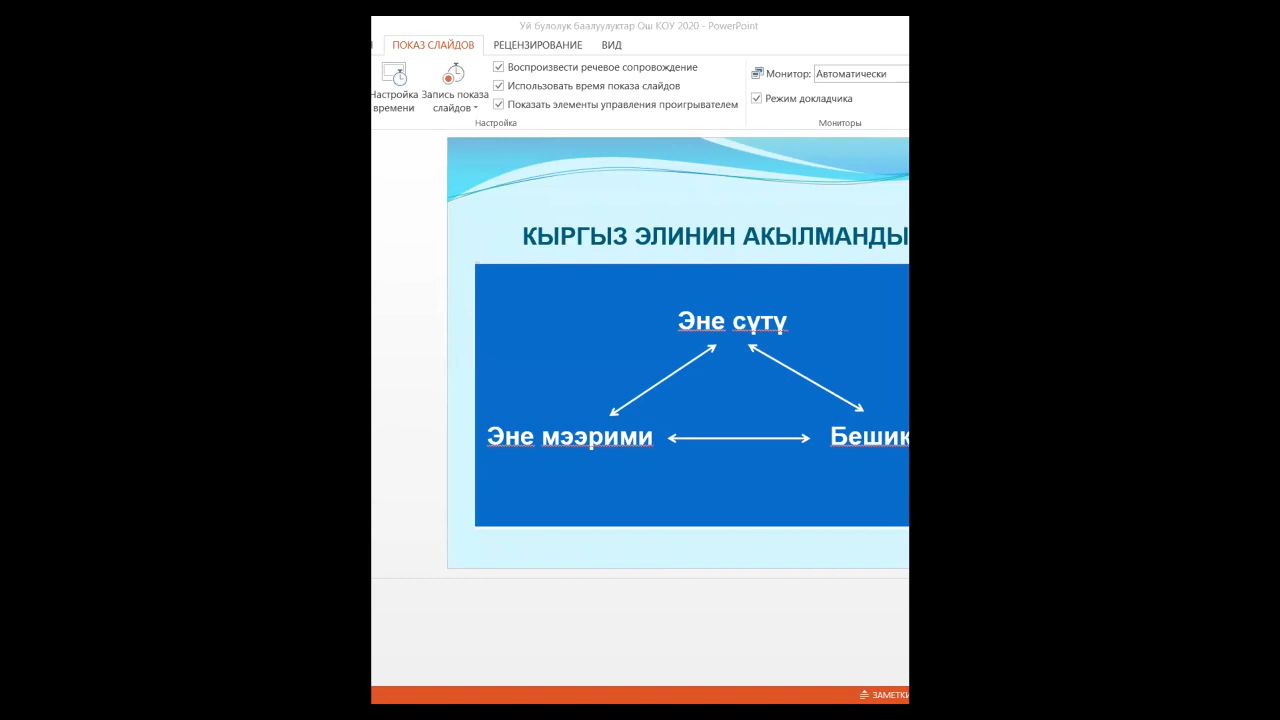 Уй булолук баалуулуктар Ош КОУ 2020 - PowerPoint
ПОКАЗ СЛАЙДОВ РЕЦЕНЗИРОВАНИЕ ВИД
Настройка времени
Запись показа слайдов
Воспроизвести речевое сопровождение
Использовать время показа слайдов
Показать элементы управления проигрывателем
Настройка
Монитор: Автоматически
Режим докладчика
Мониторы
КЫРГЫЗ ЭЛИНИН АКЫЛМАНДЫ
Эне сүтү
Эне мээрими
Бешик
ЗАМЕТКИ